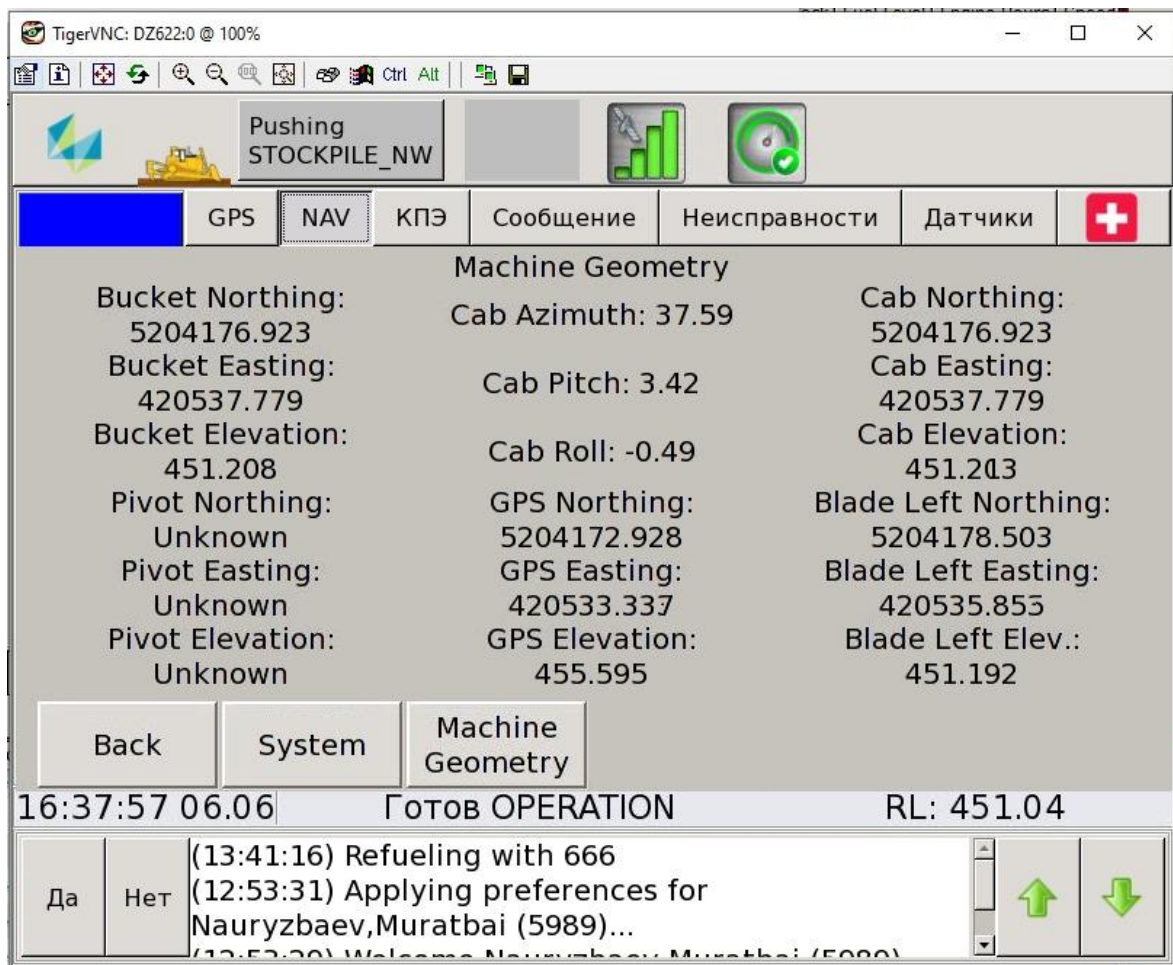 TigerVNC: DZ622:0 @ 100%
Ctrl Alt
Pushing
STOCKPILE_NW
GPS NAV КПЭ Сообщение Неисправности Датчики
Machine Geometry
Bucket Northing:
5204176.923
Bucket Easting:
420537.779
Bucket Elevation:
451.208
Pivot Northing:
Unknown
Pivot Easting:
Unknown
Pivot Elevation:
Unknown
Cab Azimuth: 37.59
Cab Pitch: 3.42
Cab Roll: -0.49
GPS Northing:
5204172.928
GPS Easting:
420533.337
GPS Elevation:
455.595
Cab Northing:
5204176.923
Cab Easting:
420537.779
Cab Elevation:
Blade Left Northing:
5204178.503
Blade Left Easting:
Blade Left Elev.:
451.192
Back System Machine
Geometry
16:37:57 06.06 Готов OPERATION RL: 451.04
Да Нет
(13:41:16) Refueling with 666
(12:53:31) Applying preferences for
Nauryzbaev,Muratbai (5989)...
Welcome Nauryzbaev,Muratbai (5989)